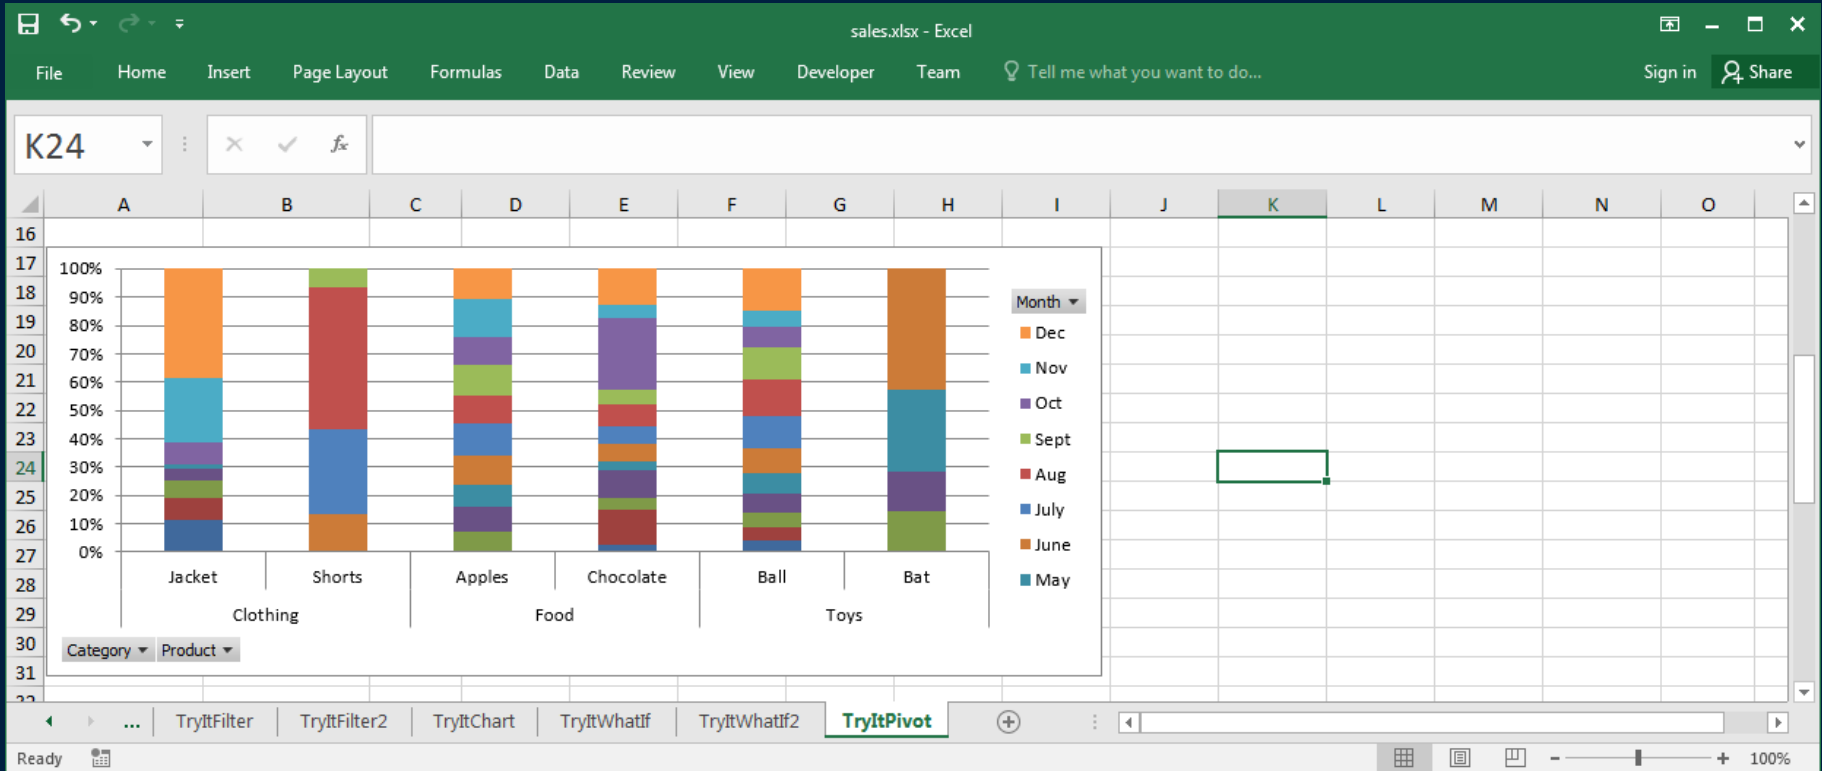 sales.xlsx - Excel
File Home Insert Page Layout Formulas Data Review View Developer Team Tell me what you want to do... Sign in Share
K24 fx
A B C D E F G H I J K L M N O
16
17
18
19
20
21
22
23
24
25
26
27
28
29
30
31
100%
90%
80%
70%
60%
50%
40%
30%
20%
10%
0%
Jacket Shorts Apples Chocolate Ball Bat
Clothing Food Toys
Category Product
Month
Dec
Nov
Oct
Sept
Aug
July
June
May
... TryItFilter TryItFilter2 TryItChart TryItWhatIf TryItWhatIf2 TryItPivot
Ready 100%